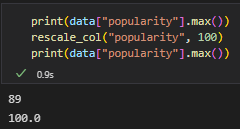 print(data["popularity"].max())
rescale_col("popularity", 100)
print(data["popularity"].max())
0.9s
89
100.0